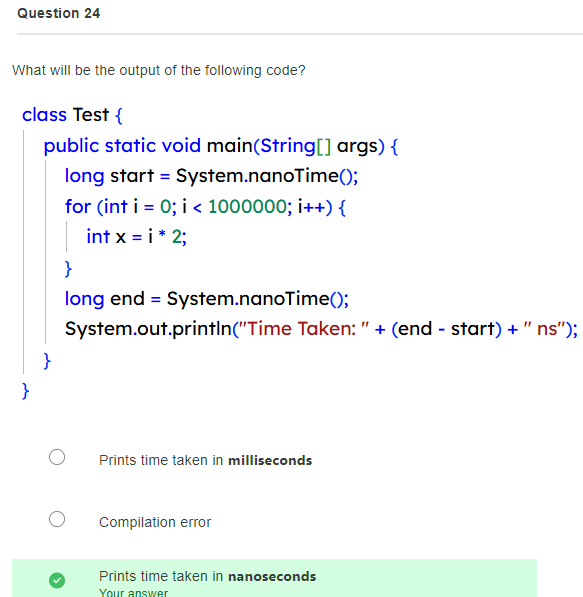 Question 24
What will be the output of the following code?
class Test {
public static void main(String[] args) {
long start = System.nanoTime();
for (int i = 0; i < 1000000; i++) {
int x = i * 2;
}
long end = System.nanoTime();
System.out.println("Time Taken: " + (end - start) + " ns");
}
}
Prints time taken in milliseconds
Compilation error
Prints time taken in nanoseconds
Your answer